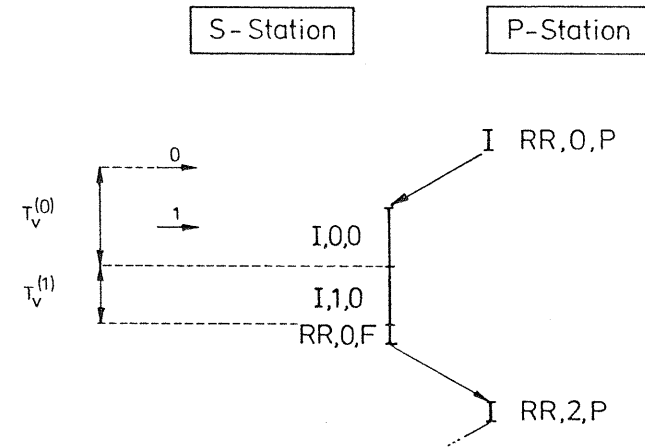 S-Station
P-Station
RR,0,P
0
T_v^(0)
1
I,0,0
T_v^(1)
I,1,0
RR,0,F
RR,2,P